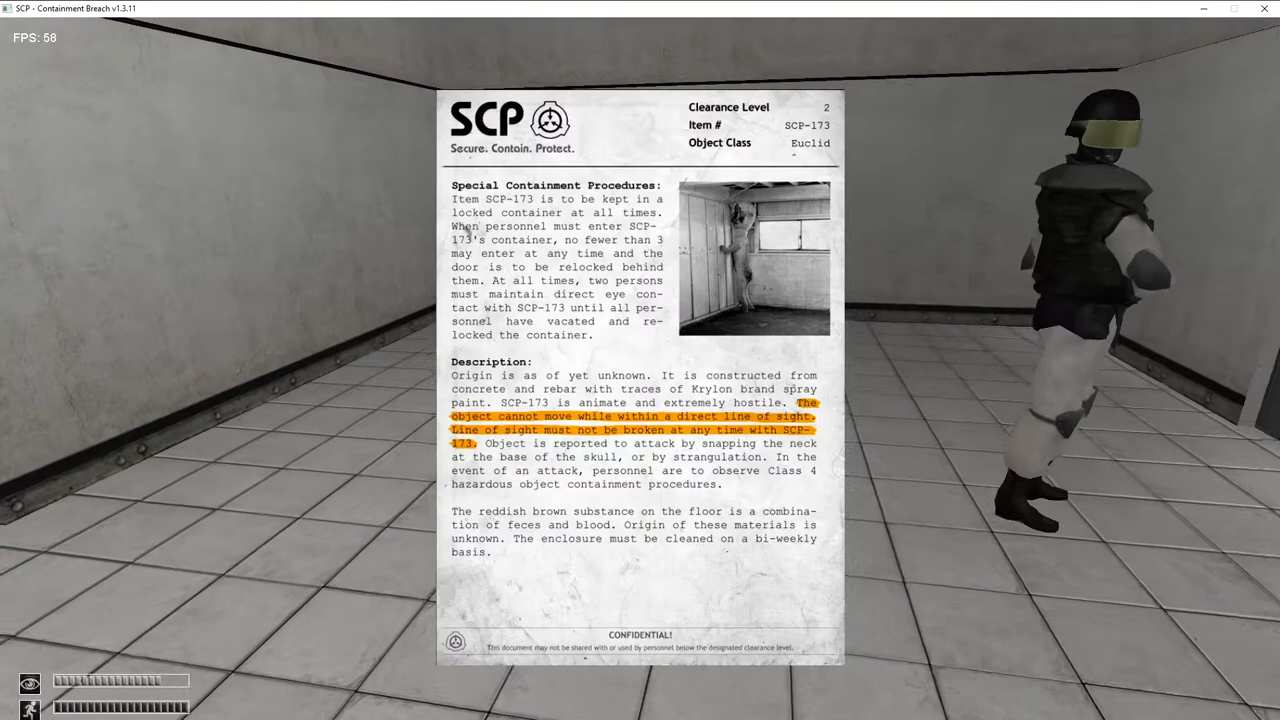 SCP - Containment Breach v1.3.11
FPS: 58
SCP
Secure. Contain. Protect.
Clearance Level 2
Item # SCP-173
Object Class Euclid
Special Containment Procedures:
Item SCP-173 is to be kept in a
locked container at all times.
When personnel must enter SCP-
173's container, no fewer than 3
may enter at any time and the
door is to be relocked behind
them. At all times, two persons
must maintain direct eye con-
tact with SCP-173 until all per-
sonnel have vacated and re-
locked the container.
Description:
Origin is as of yet unknown. It is constructed from
concrete and rebar with traces of Krylon brand spray
paint. SCP-173 is animate and extremely hostile. The
object cannot move while within a direct line of sight.
Line of sight must not be broken at any time with SCP-
173. Object is reported to attack by snapping the neck
at the base of the skull, or by strangulation. In the
event of an attack, personnel are to observe Class 4
hazardous object containment procedures.
The reddish brown substance on the floor is a combina-
tion of feces and blood. Origin of these materials is
unknown. The enclosure must be cleaned on a bi-weekly
basis.
CONFIDENTIAL!
This document may not be shared with or used by personnel below the designated clearance level.